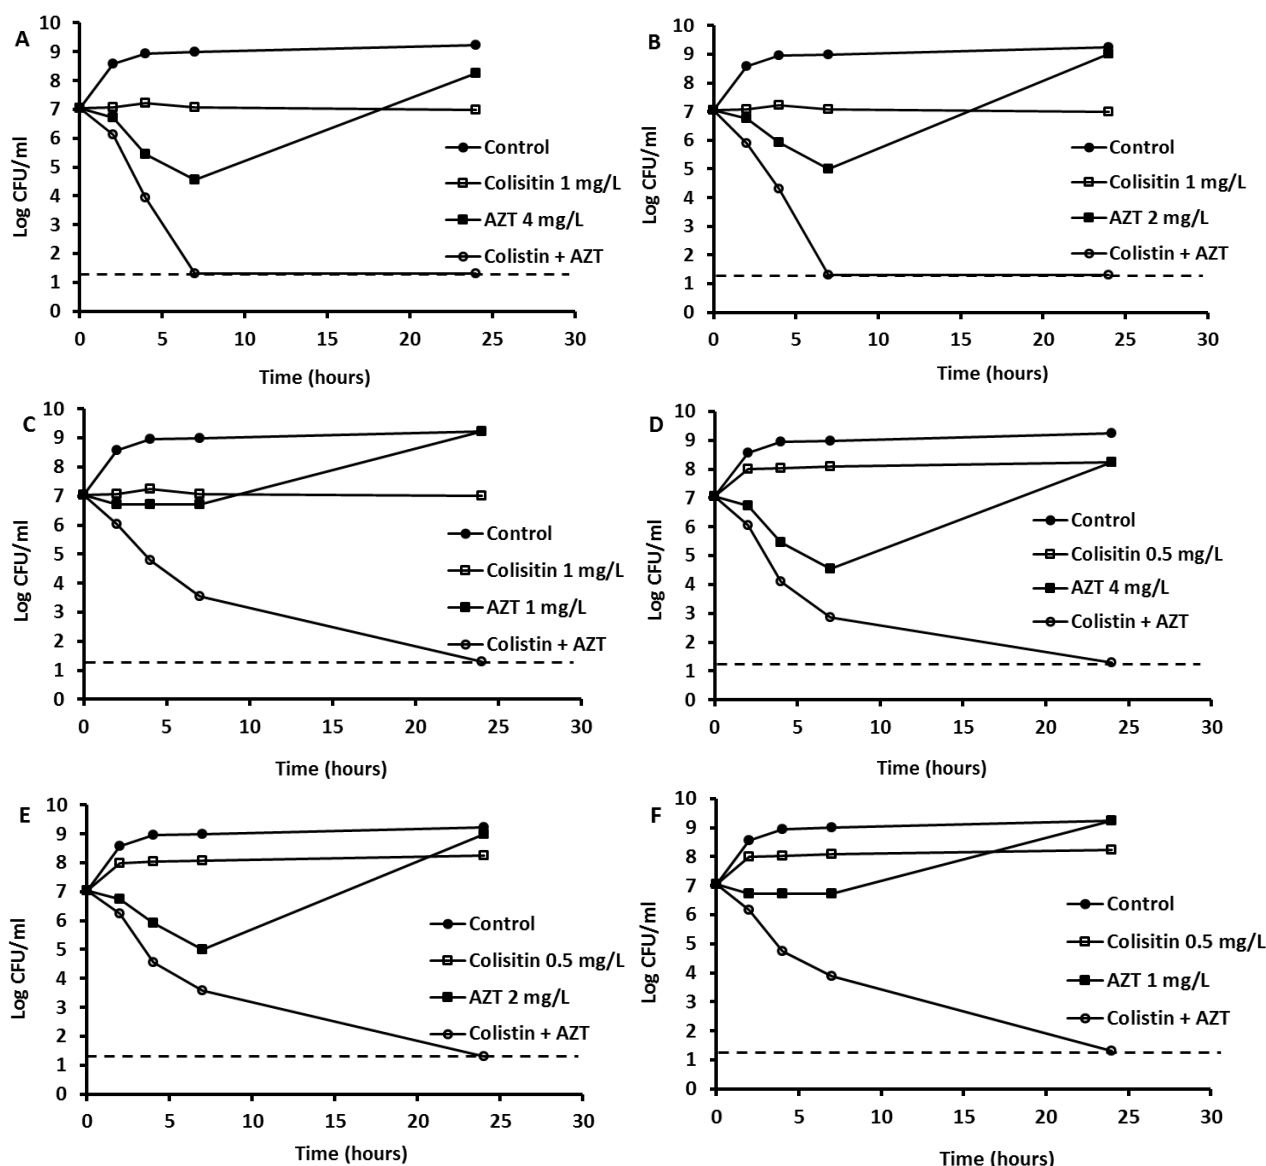 A
10
9
8
7
6
5
4
3
2
1
0
Log CFU/ml
0 5 10 15 20 25 30
Time (hours)
Control
Colisitin 1 mg/L
AZT 4 mg/L
Colistin + AZT
B
10
9
8
7
6
5
4
3
2
1
0
Log CFU/ml
0 5 10 15 20 25 30
Time (hours)
Control
Colisitin 1 mg/L
AZT 2 mg/L
Colistin + AZT
C
10
9
8
7
6
5
4
3
2
1
0
Log CFU/ml
0 5 10 15 20 25 30
Time (hours)
Control
Colisitin 1 mg/L
AZT 1 mg/L
Colistin + AZT
D
10
9
8
7
6
5
4
3
2
1
0
Log CFU/ml
0 5 10 15 20 25 30
Time (hours)
Control
Colisitin 0.5 mg/L
AZT 4 mg/L
Colistin + AZT
E
10
9
8
7
6
5
4
3
2
1
0
Log CFU/ml
0 5 10 15 20 25 30
Time (hours)
Control
Colisitin 0.5 mg/L
AZT 2 mg/L
Colistin + AZT
F
10
9
8
7
6
5
4
3
2
1
0
Log CFU/ml
0 5 10 15 20 25 30
Time (hours)
Control
Colisitin 0.5 mg/L
AZT 1 mg/L
Colistin + AZT